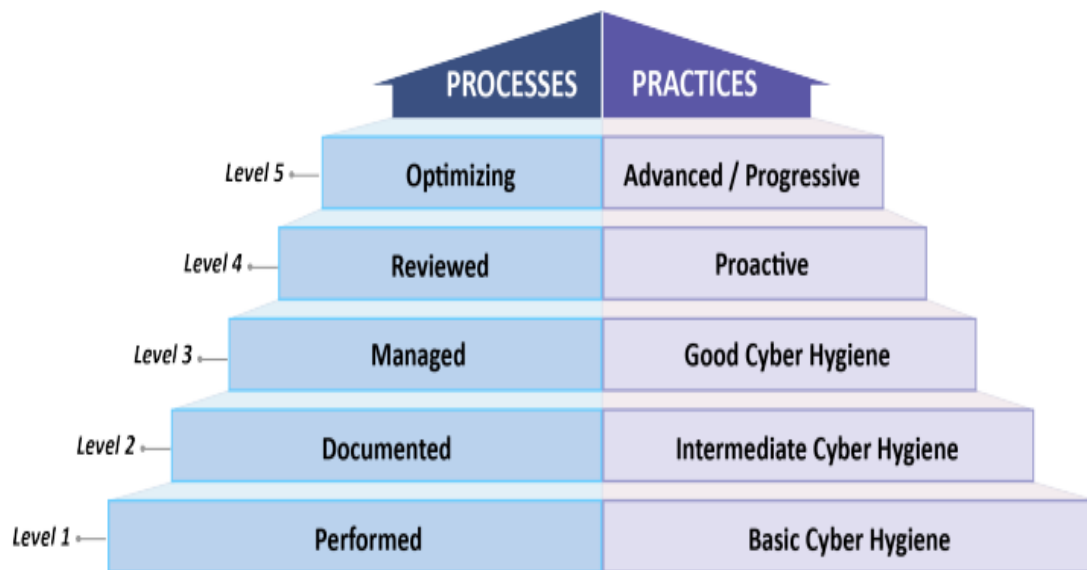 PROCESSES PRACTICES
Level 5 Optimizing Advanced / Progressive
Level 4 Reviewed Proactive
Level 3 Managed Good Cyber Hygiene
Level 2 Documented Intermediate Cyber Hygiene
Level 1 Performed Basic Cyber Hygiene